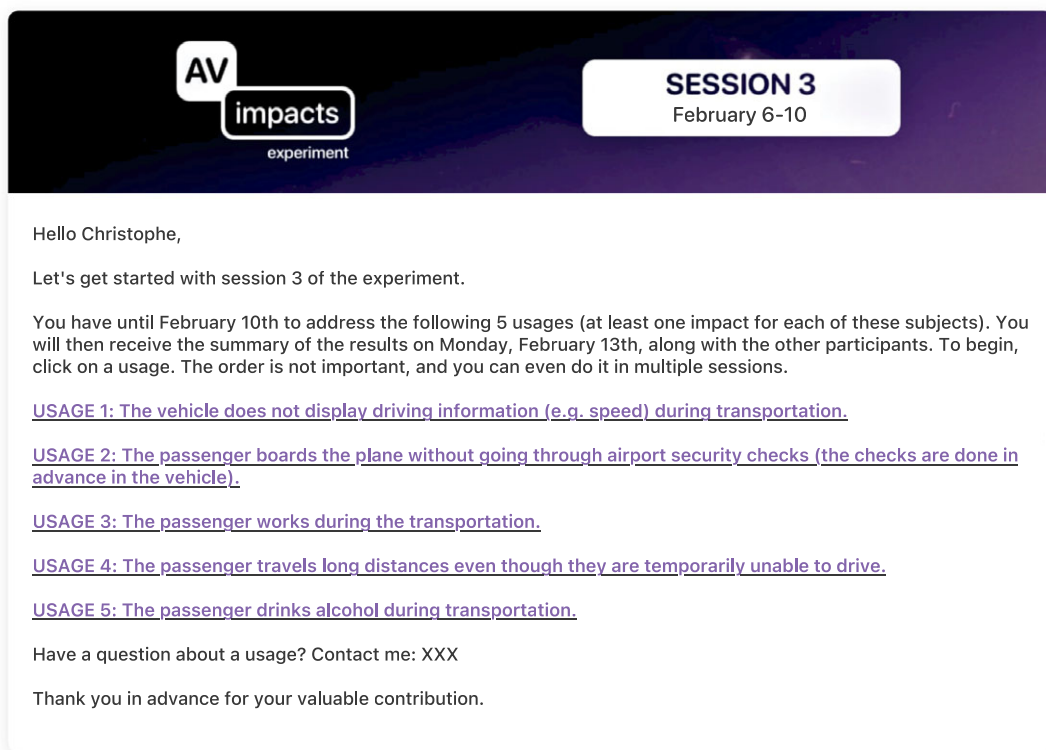 AV
impacts
experiment
SESSION 3
February 6-10
Hello Christophe,
Let's get started with session 3 of the experiment.
You have until February 10th to address the following 5 usages (at least one impact for each of these subjects). You
will then receive the summary of the results on Monday, February 13th, along with the other participants. To begin,
click on a usage. The order is not important, and you can even do it in multiple sessions.
USAGE 1: The vehicle does not display driving information (e.g. speed) during transportation.
USAGE 2: The passenger boards the plane without going through airport security checks (the checks are done in
advance in the vehicle).
USAGE 3: The passenger works during the transportation.
USAGE 4: The passenger travels long distances even though they are temporarily unable to drive.
USAGE 5: The passenger drinks alcohol during transportation.
Have a question about a usage? Contact me: XXX
Thank you in advance for your valuable contribution.